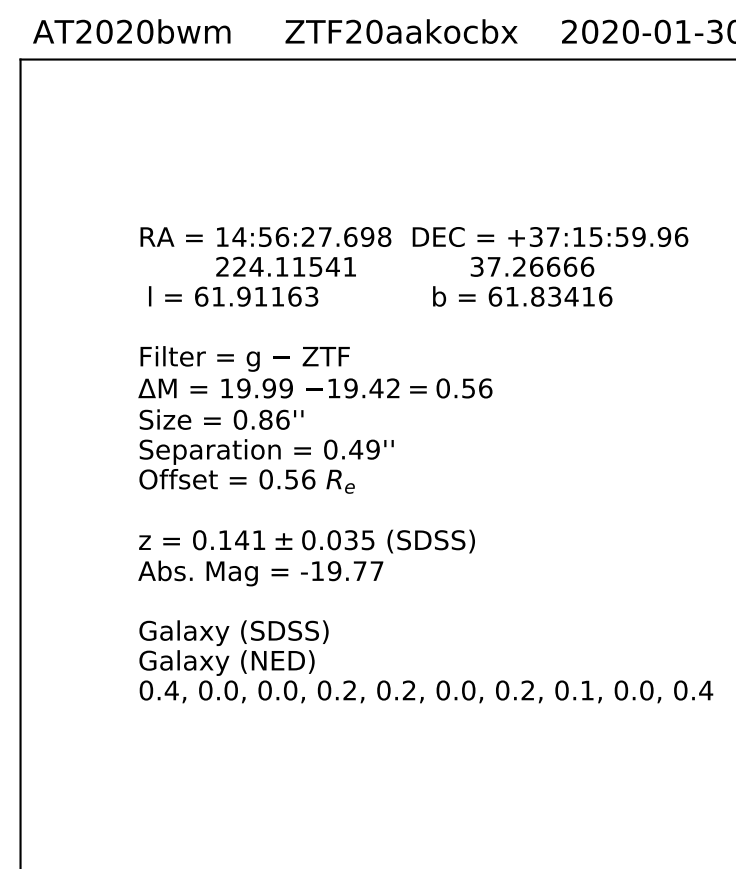 AT2020bwm ZTF20aakocbx 2020-01-30
RA = 14:56:27.698 DEC = +37:15:59.96
224.11541 37.26666
l = 61.91163 b = 61.83416
Filter = g − ZTF
ΔM = 19.99 −19.42 = 0.56
Size = 0.86''
Separation = 0.49''
Offset = 0.56 Re
z = 0.141 ± 0.035 (SDSS)
Abs. Mag = -19.77
Galaxy (SDSS)
Galaxy (NED)
0.4, 0.0, 0.0, 0.2, 0.2, 0.0, 0.2, 0.1, 0.0, 0.4